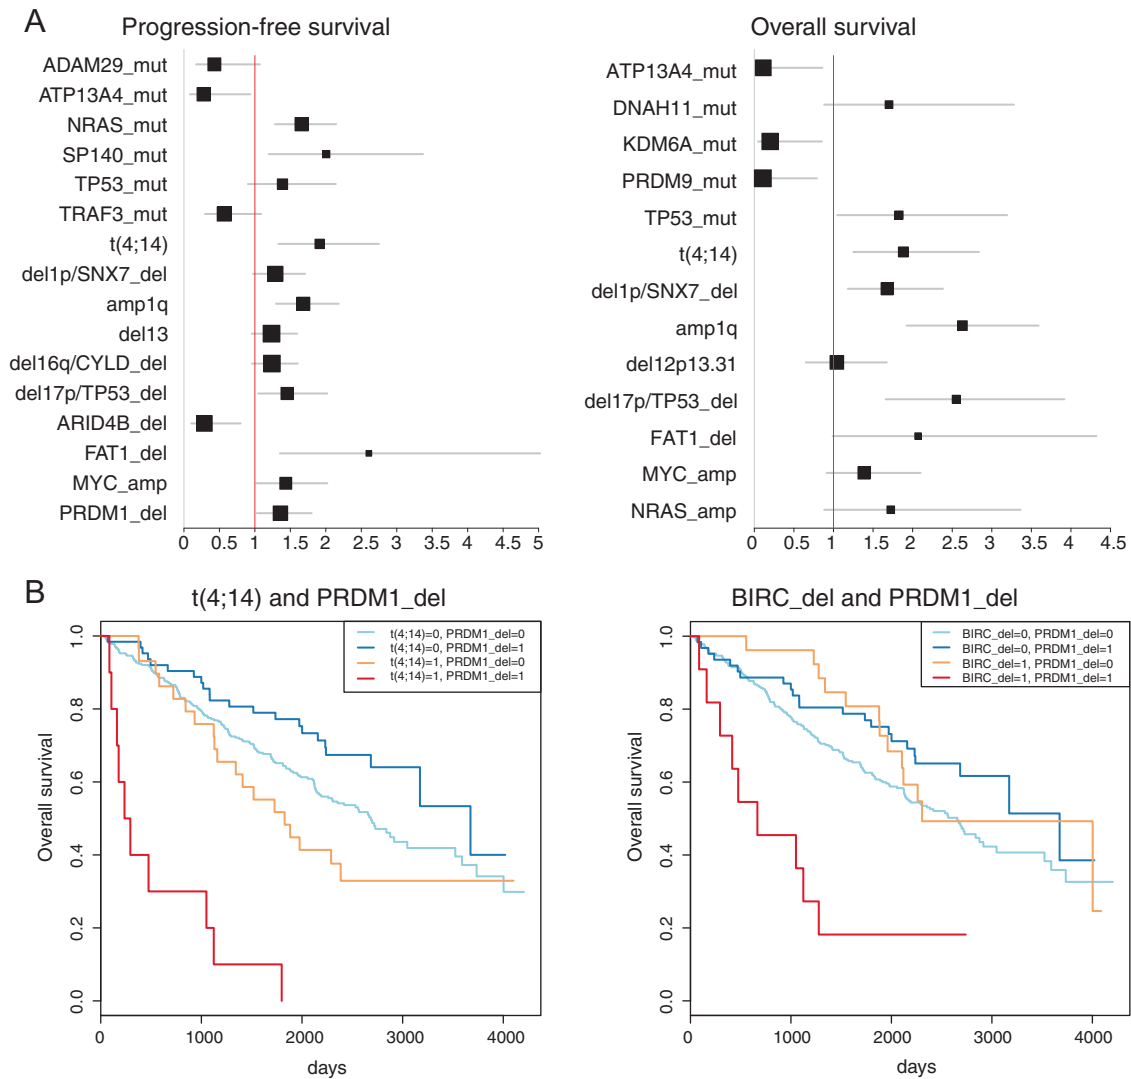 A
Progression-free survival
ADAM29_mut
ATP13A4_mut
NRAS_mut
SP140_mut
TP53_mut
TRAF3_mut
t(4;14)
del1p/SNX7_del
amp1q
del13
del16q/CYLD_del
del17p/TP53_del
ARID4B_del
FAT1_del
MYC_amp
PRDM1_del
0 0.5 1 1.5 2 2.5 3 3.5 4 4.5 5
Overall survival
ATP13A4_mut
DNAH11_mut
KDM6A_mut
PRDM9_mut
TP53_mut
t(4;14)
del1p/SNX7_del
amp1q
del12p13.31
del17p/TP53_del
FAT1_del
MYC_amp
NRAS_amp
0 0.5 1 1.5 2 2.5 3 3.5 4 4.5
B
t(4;14) and PRDM1_del
t(4;14)=0, PRDM1_del=0
t(4;14)=0, PRDM1_del=1
t(4;14)=1, PRDM1_del=0
t(4;14)=1, PRDM1_del=1
Overall survival
1.0
0.8
0.6
0.4
0.2
0.0
0 1000 2000 3000 4000
days
BIRC_del and PRDM1_del
BIRC_del=0, PRDM1_del=0
BIRC_del=0, PRDM1_del=1
BIRC_del=1, PRDM1_del=0
BIRC_del=1, PRDM1_del=1
Overall survival
1.0
0.8
0.6
0.4
0.2
0.0
0 1000 2000 3000 4000
days